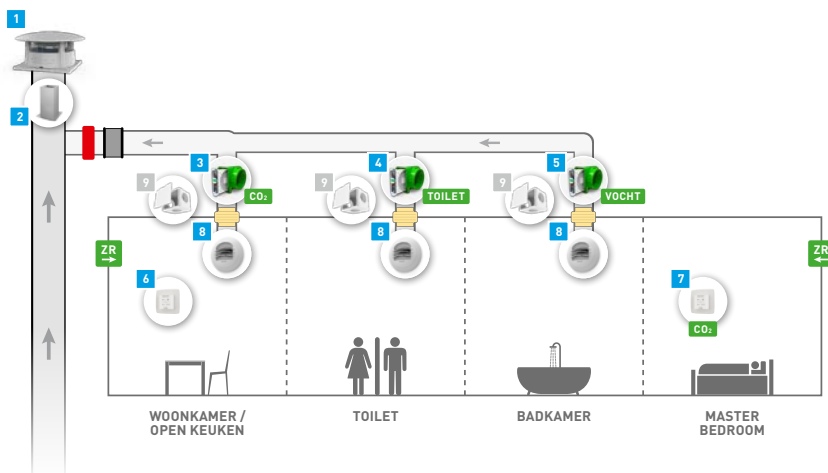 1
2
3
4
5
9
9
9
CO₂
TOILET
VOCHT
8
8
8
ZR
ZR
6
7
CO₂
WOONKAMER /
OPEN KEUKEN
TOILET
BADKAMER
MASTER
BEDROOM